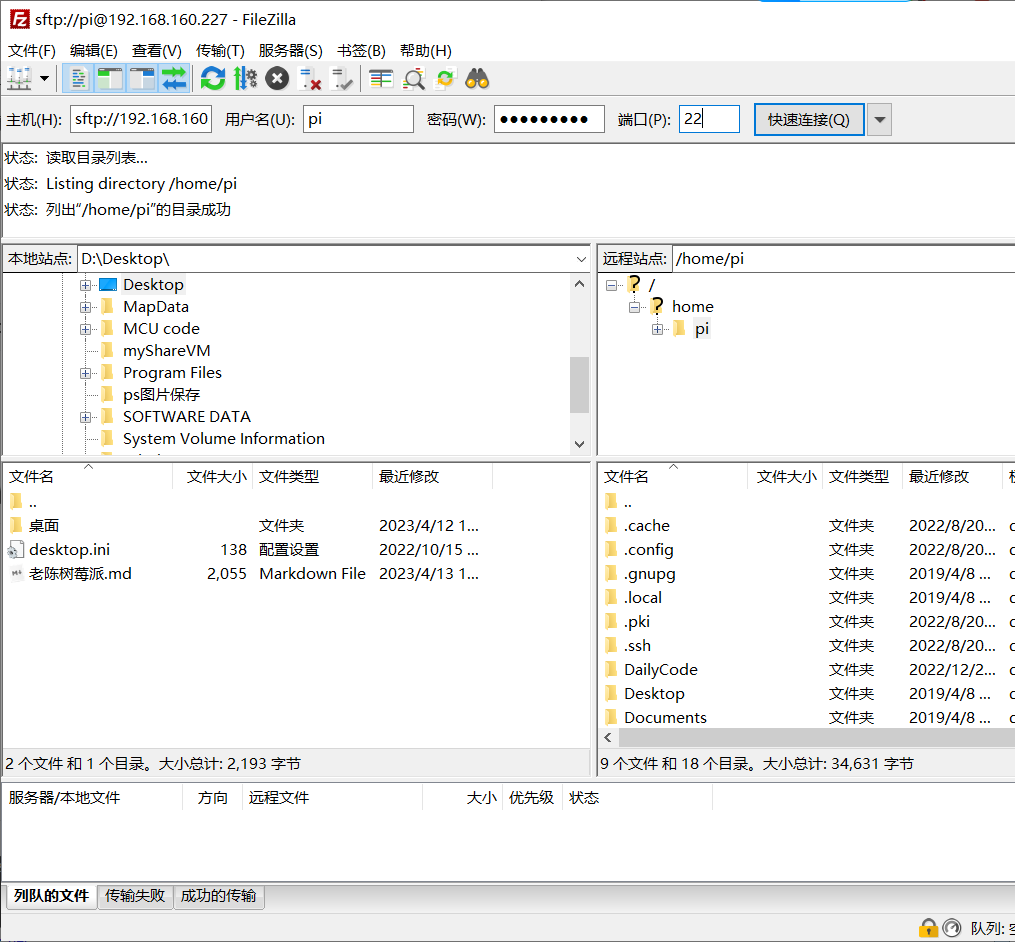 sftp://pi@192.168.160.227 - FileZilla
文件(F) 编辑(E) 查看(V) 传输(T) 服务器(S) 书签(B) 帮助(H)
主机(H): sftp://192.168.160 用户名(U): pi 密码(W): ●●●●●●●●● 端口(P): 22 快速连接(Q)
状态: 读取目录列表...
状态: Listing directory /home/pi
状态: 列出“/home/pi”的目录成功
本地站点: D:\Desktop\
Desktop
MapData
MCU code
myShareVM
Program Files
ps图片保存
SOFTWARE DATA
System Volume Information
远程站点: /home/pi
/
home
pi
文件名 文件大小 文件类型 最近修改
..
桌面 文件夹 2023/4/12 1...
desktop.ini 138 配置设置 2022/10/15 ...
老陈树莓派.md 2,055 Markdown File 2023/4/13 1...
2 个文件 和 1 个目录。大小总计: 2,193 字节
文件名 文件大小 文件类型 最近修改
..
.cache 文件夹 2022/8/20...
.config 文件夹 2022/8/20...
.gnupg 文件夹 2019/4/8 ...
.local 文件夹 2019/4/8 ...
.pki 文件夹 2022/8/20...
.ssh 文件夹 2022/8/20...
DailyCode 文件夹 2022/12/2...
Desktop 文件夹 2019/4/8 ...
Documents 文件夹 2019/4/8 ...
9 个文件 和 18 个目录。大小总计: 34,631 字节
服务器/本地文件 方向 远程文件 大小 优先级 状态
列队的文件 传输失败 成功的传输
队列: